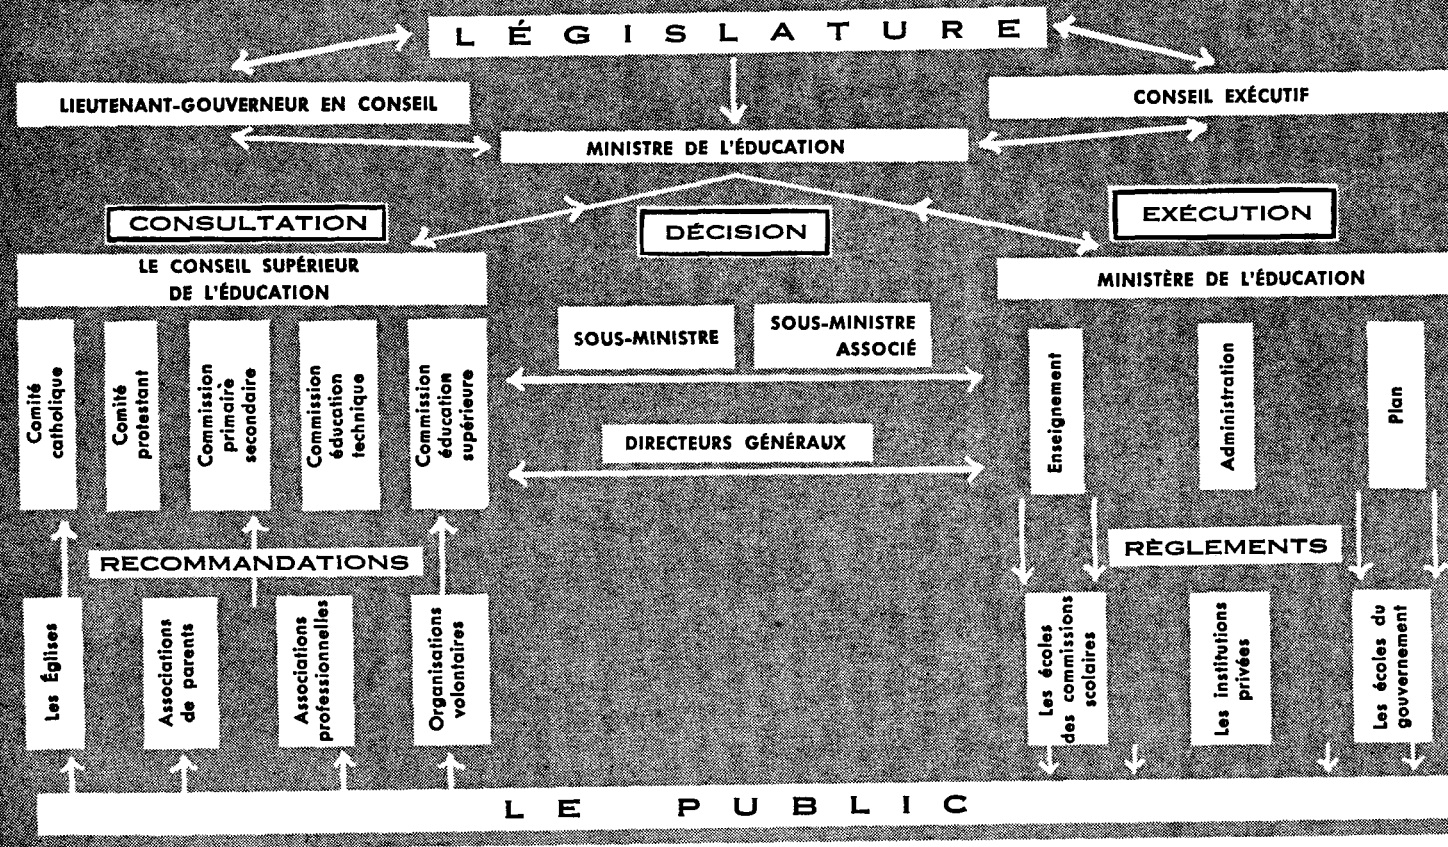 LÉGISLATURE
LIEUTENANT-GOUVERNEUR EN CONSEIL
CONSEIL EXÉCUTIF
MINISTRE DE L'ÉDUCATION
CONSULTATION
DÉCISION
EXÉCUTION
LE CONSEIL SUPÉRIEUR
DE L'ÉDUCATION
MINISTÈRE DE L'ÉDUCATION
SOUS-MINISTRE
SOUS-MINISTRE
ASSOCIÉ
Comité
catholique
Comité
protestant
Commission
primaire
secondaire
Commission
éducation
technique
Commission
éducation
supérieure
DIRECTEURS GÉNÉRAUX
Enseignement
Administration
Plan
RECOMMANDATIONS
RÈGLEMENTS
Les Églises
Associations
de parents
Associations
professionnelles
Organisations
volontaires
Les écoles
des commissions
scolaires
Les institutions
privées
Les écoles du
gouvernement
LE PUBLIC